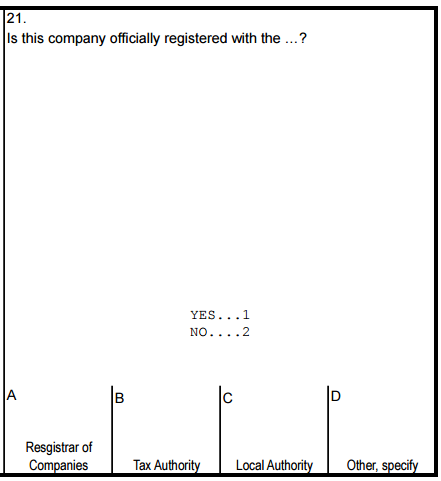 21.
Is this company officially registered with the ...?
YES...1
NO....2
A
B
C
D
Resgistrar of
Companies
Tax Authority
Local Authority
Other, specify